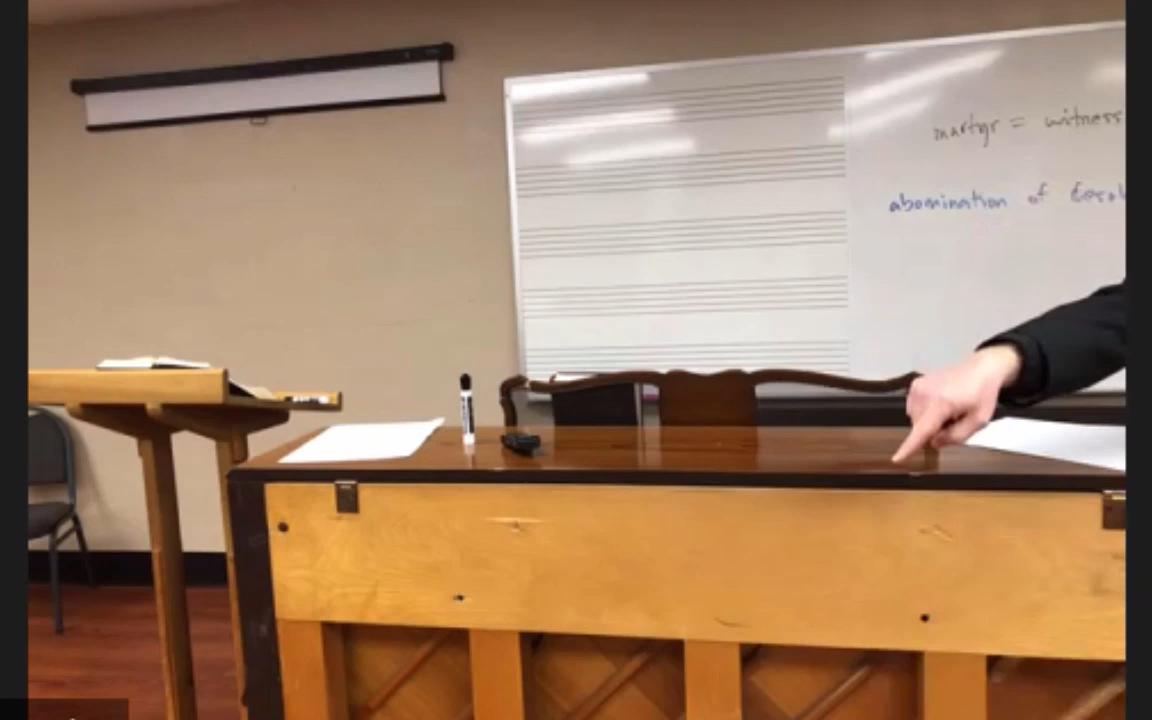 martyr = witness
abomination of